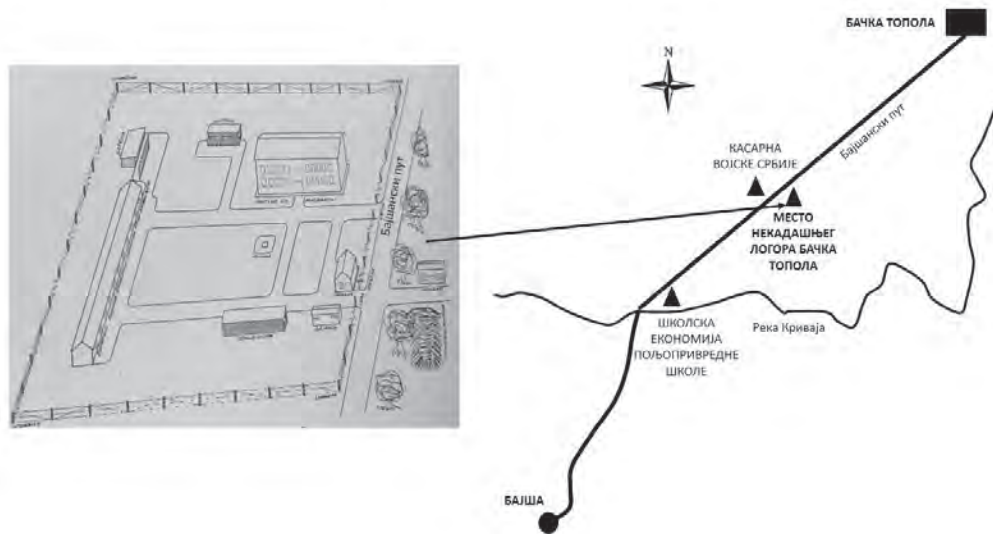 Бајшански пут
БАЧКА ТОПОЛА
N
Бајшански пут
КАСАРНА
ВОЈСКЕ СРБИЈЕ
МЕСТО
НЕКАДАШЊЕГ
ЛОГОРА БАЧКА
ТОПОЛА
ШКОЛСКА
ЕКОНОМИЈА
ПОЉОПРИВРЕДНЕ
ШКОЛЕ
Река Криваја
БАЈША